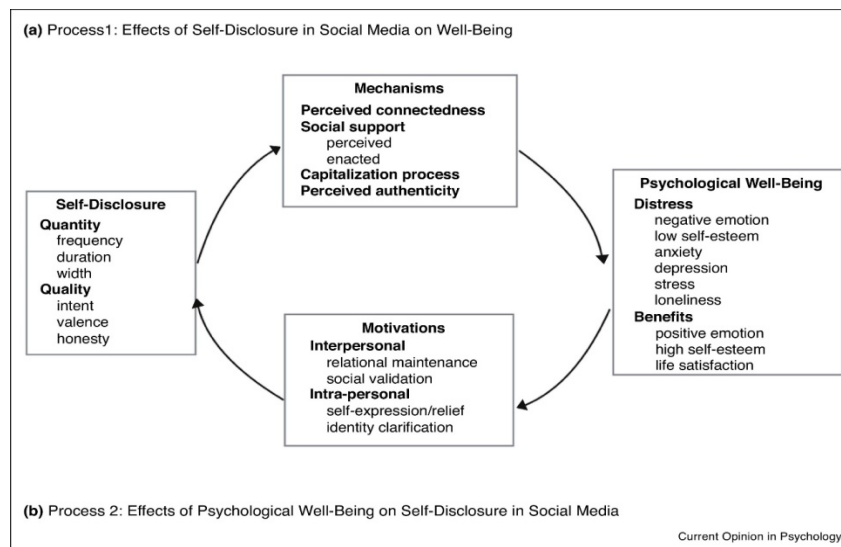 (a) Process1: Effects of Self-Disclosure in Social Media on Well-Being
Mechanisms
Perceived connectedness
Social support
perceived
enacted
Capitalization process
Perceived authenticity
Self-Disclosure
Quantity
frequency
duration
width
Quality
intent
valence
honesty
Psychological Well-Being
Distress
negative emotion
low self-esteem
anxiety
depression
stress
loneliness
Benefits
positive emotion
high self-esteem
life satisfaction
Motivations
Interpersonal
relational maintenance
social validation
Intra-personal
self-expression/relief
identity clarification
(b) Process 2: Effects of Psychological Well-Being on Self-Disclosure in Social Media
Current Opinion in Psychology